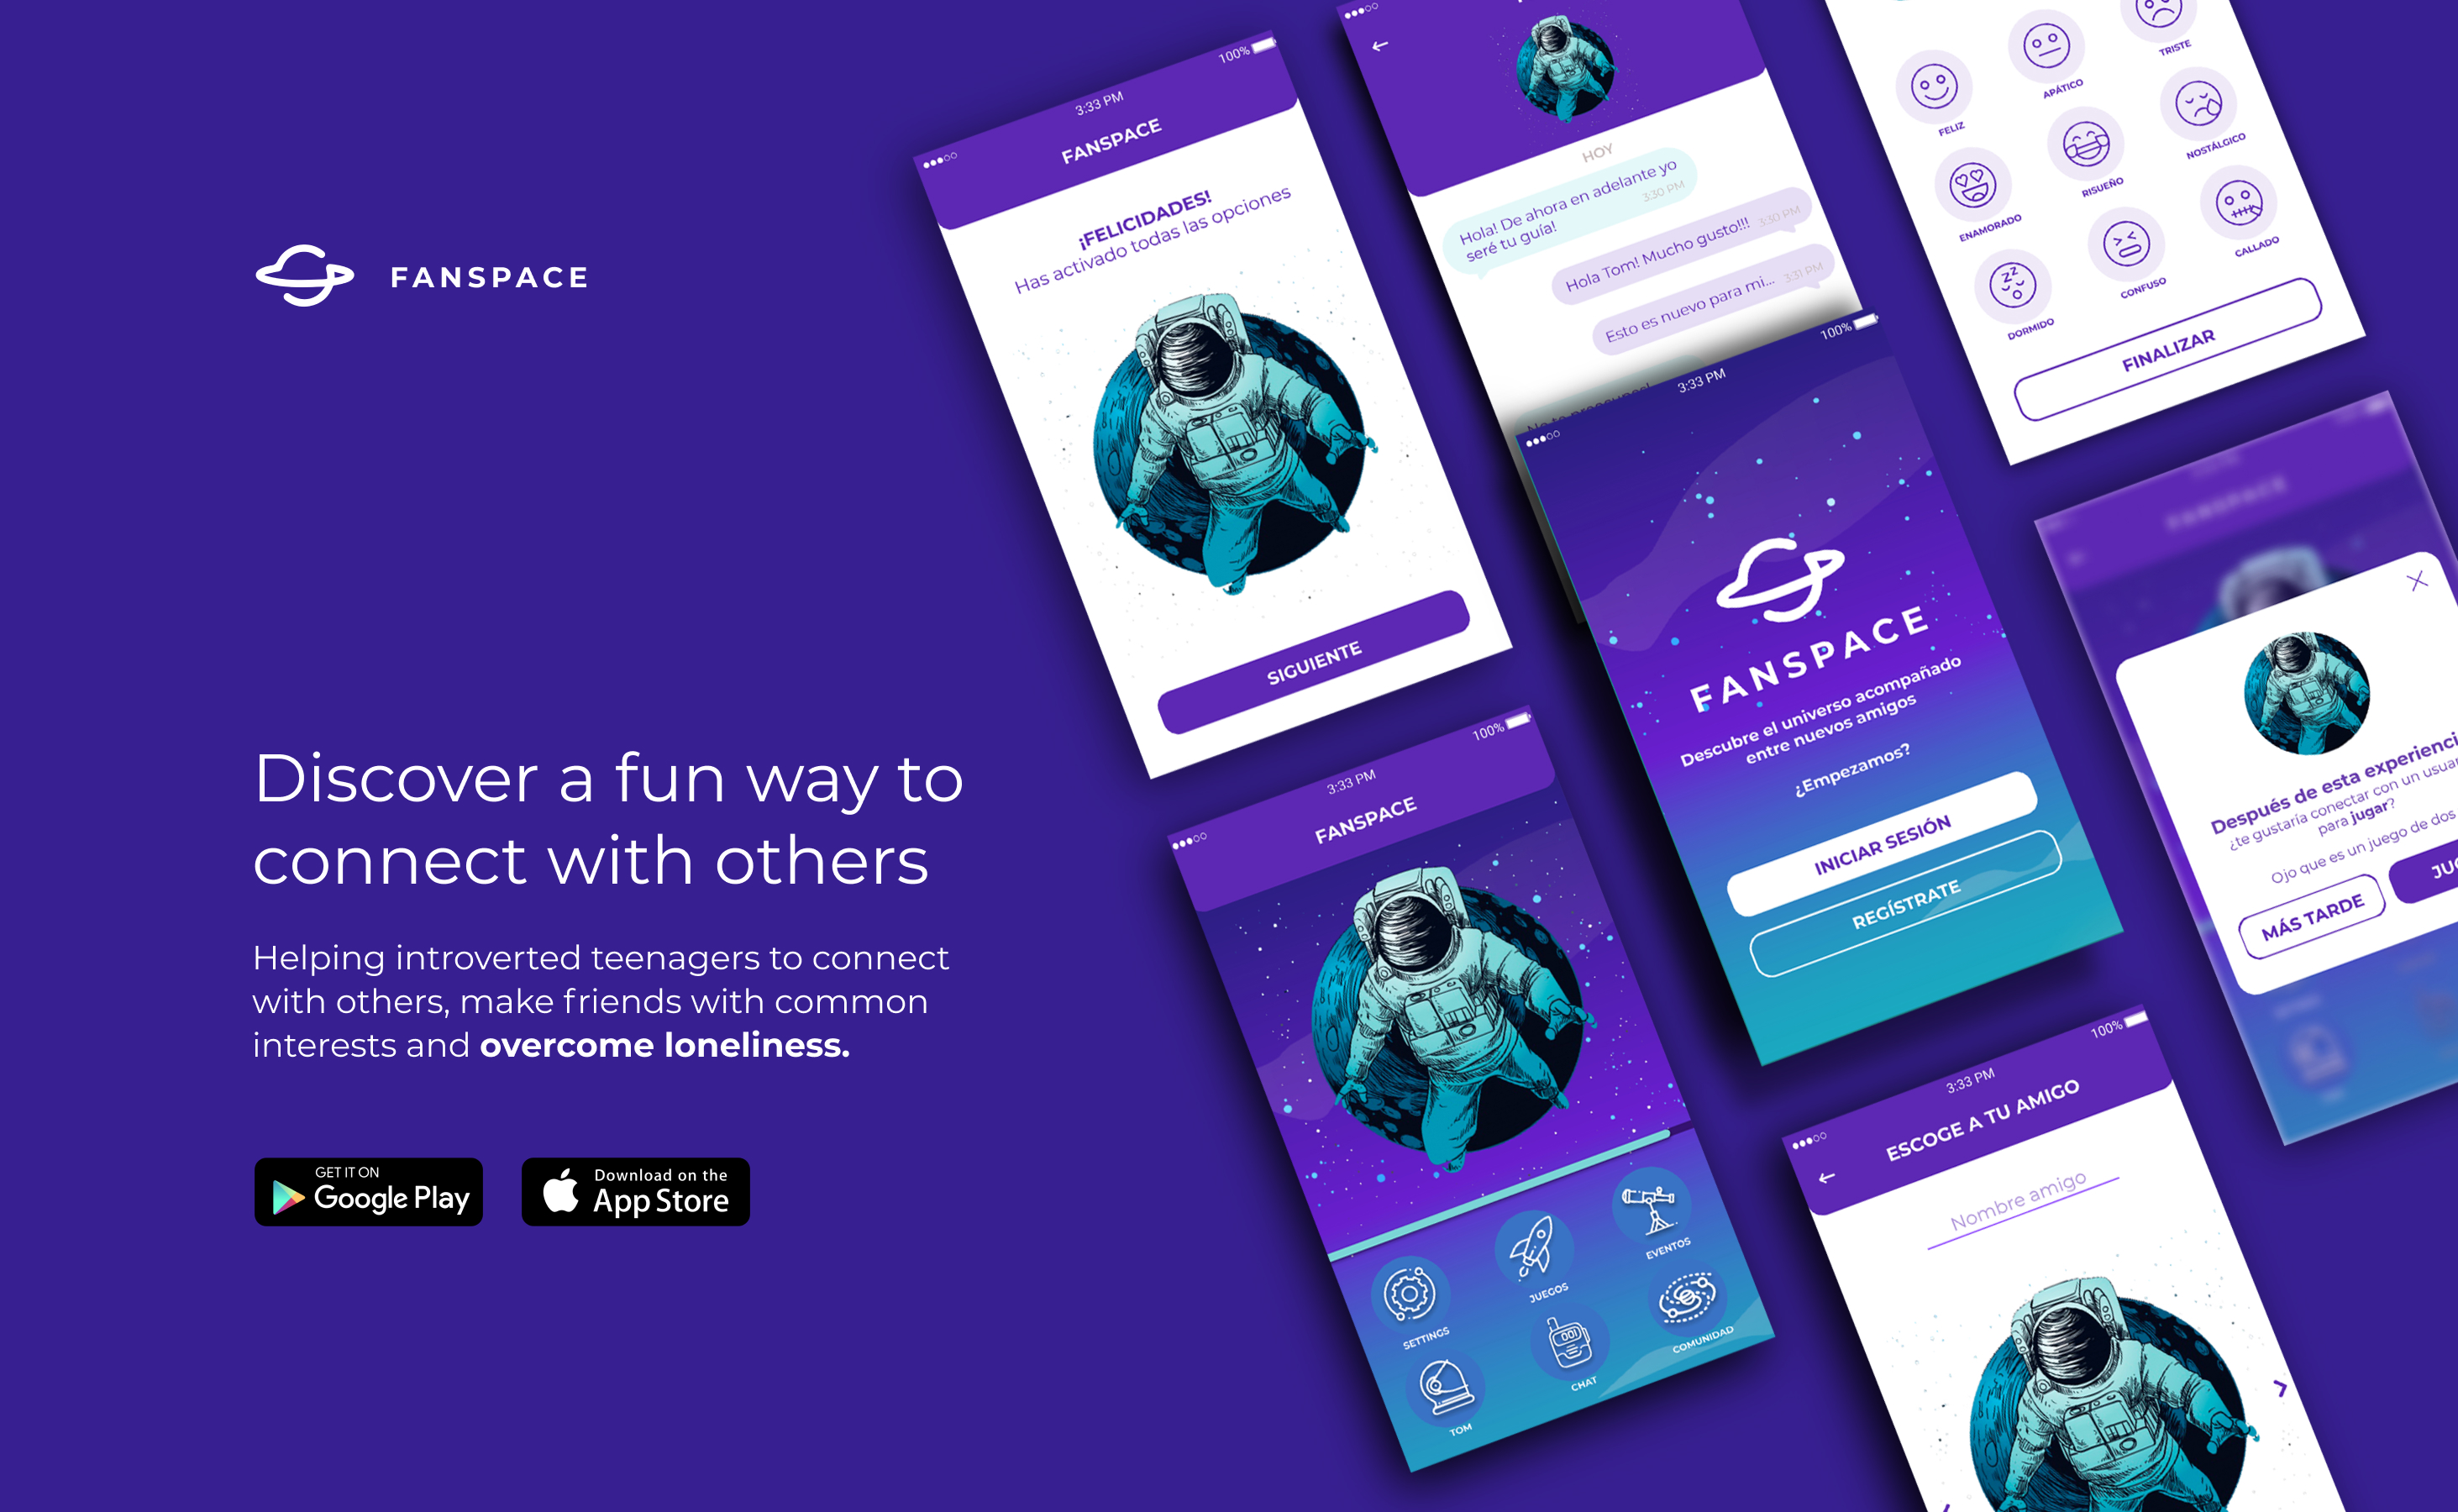 FANSPACE
Discover a fun way to
connect with others
Helping introverted teenagers to connect
with others, make friends with common
interests and overcome loneliness.
GET IT ON
Google Play
Download on the
App Store
100%
3:33 PM
FANSPACE
¡FELICIDADES!
Has activado todas las opciones
SIGUIENTE
HOY
Hola! De ahora en adelante yo
seré tu guía!
3:30 PM
Hola Tom! Mucho gusto!!!
3:30 PM
Esto es nuevo para mi...
3:31 PM
TRISTE
APÁTICO
FELIZ
NOSTÁLGICO
RISUEÑO
ENAMORADO
CALLADO
CONFUSO
DORMIDO
FINALIZAR
100%
3:33 PM
FANSPACE
Descubre el universo acompañado
entre nuevos amigos
¿Empezamos?
INICIAR SESIÓN
REGÍSTRATE
FANSPACE
Después de esta
¿te gustaría conectar con un
para jugar?
Ojo que es un juego de dos
MÁS TARDE
100%
3:33 PM
FANSPACE
SETTINGS
JUEGOS
EVENTOS
TOM
001
CHAT
COMUNIDAD
100%
3:33 PM
ESCOGE A TU AMIGO
Nombre amigo